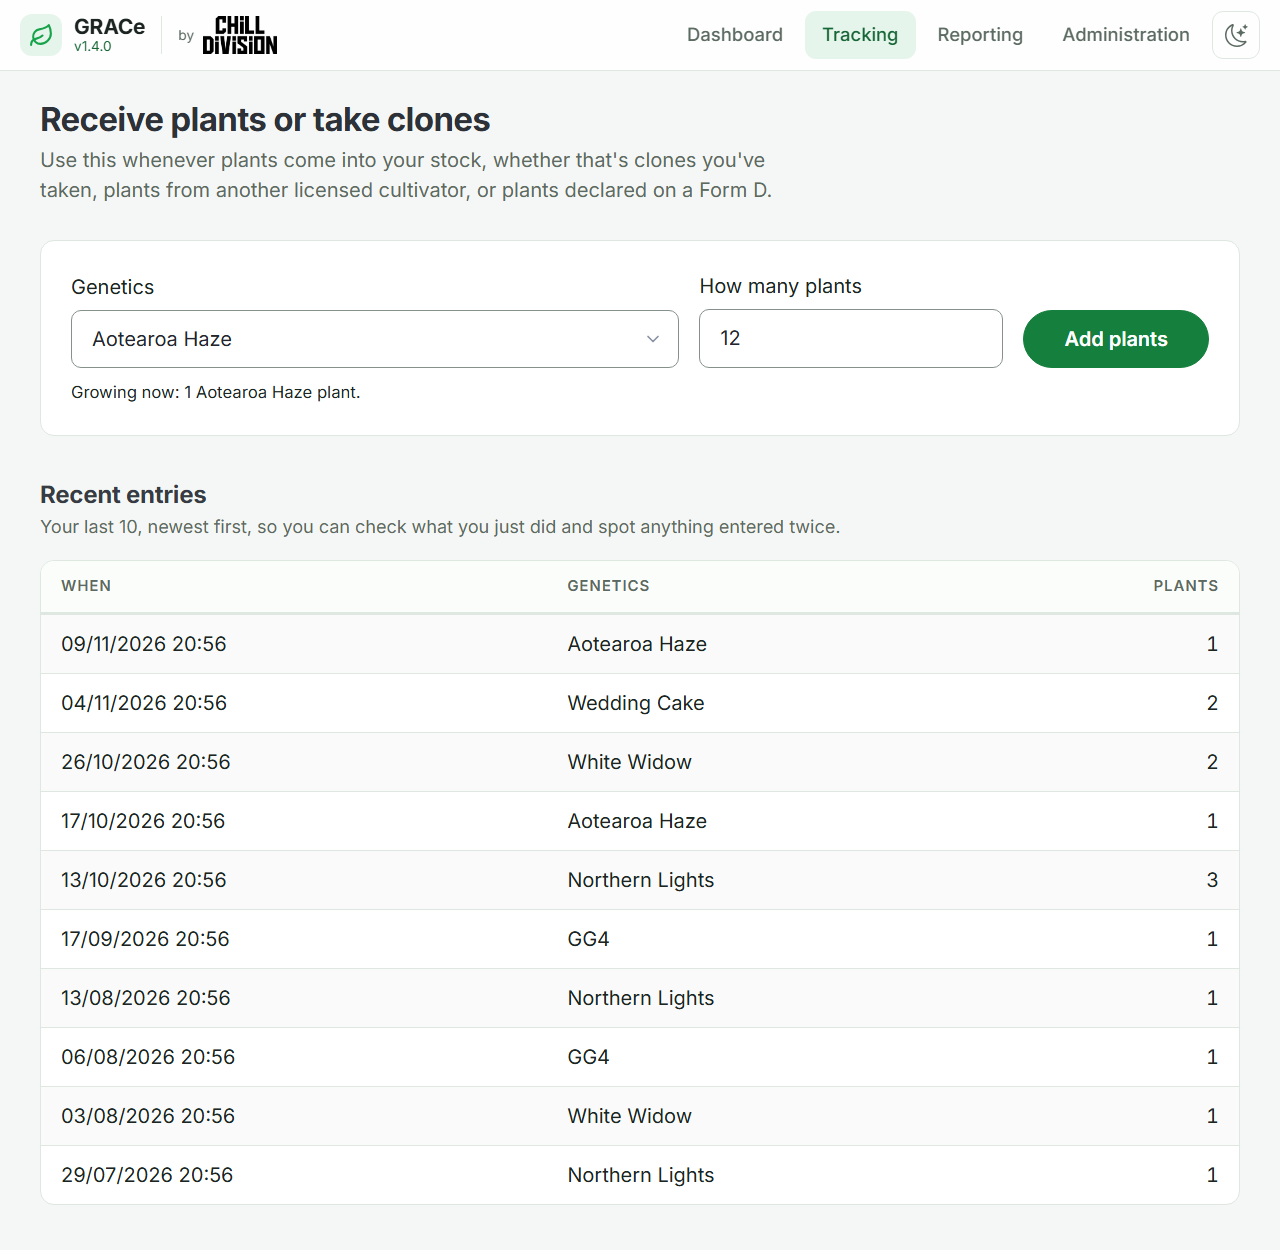 GRACe
v1.4.0
by
CHiLL
DiViSiON
Dashboard
Tracking
Reporting
Administration
Receive plants or take clones
Use this whenever plants come into your stock, whether that's clones you've
taken, plants from another licensed cultivator, or plants declared on a Form D.
Genetics
How many plants
Aotearoa Haze
12
Add plants
Growing now: 1 Aotearoa Haze plant.
Recent entries
Your last 10, newest first, so you can check what you just did and spot anything entered twice.
WHEN GENETICS PLANTS
09/11/2026 20:56 Aotearoa Haze 1
04/11/2026 20:56 Wedding Cake 2
26/10/2026 20:56 White Widow 2
17/10/2026 20:56 Aotearoa Haze 1
13/10/2026 20:56 Northern Lights 3
17/09/2026 20:56 GG4 1
13/08/2026 20:56 Northern Lights 1
06/08/2026 20:56 GG4 1
03/08/2026 20:56 White Widow 1
29/07/2026 20:56 Northern Lights 1